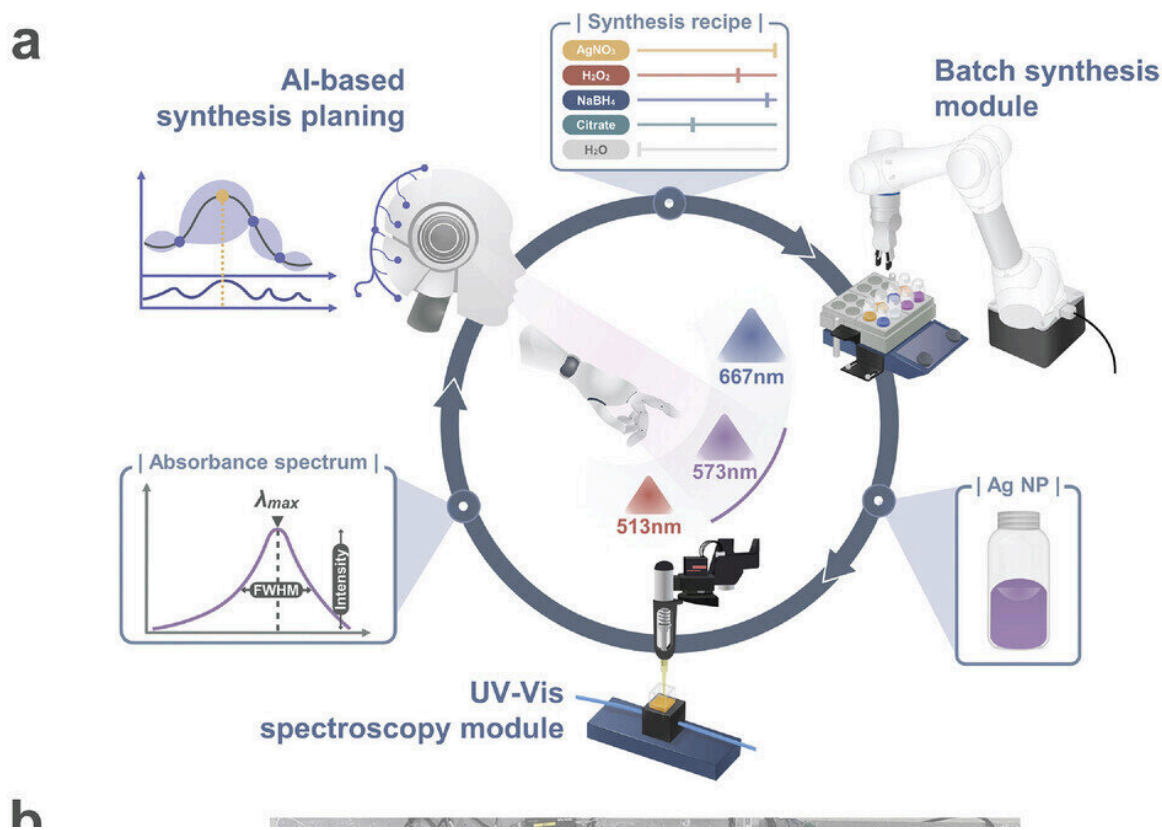 a
| Synthesis recipe |
AgNO₃
H₂O₂
NaBH₄
Citrate
H₂O
AI-based
synthesis planing
Batch synthesis
module
667nm
573nm
513nm
| Absorbance spectrum |
λmax
FWHM
Intensity
| Ag NP |
UV-Vis
spectroscopy module
b